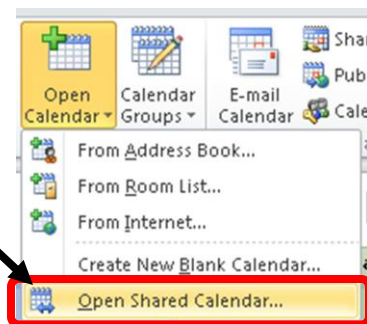 Open Calendar
Calendar Groups
E-mail Calendar
From Address Book...
From Room List...
From Internet...
Create New Blank Calendar...
Open Shared Calendar...